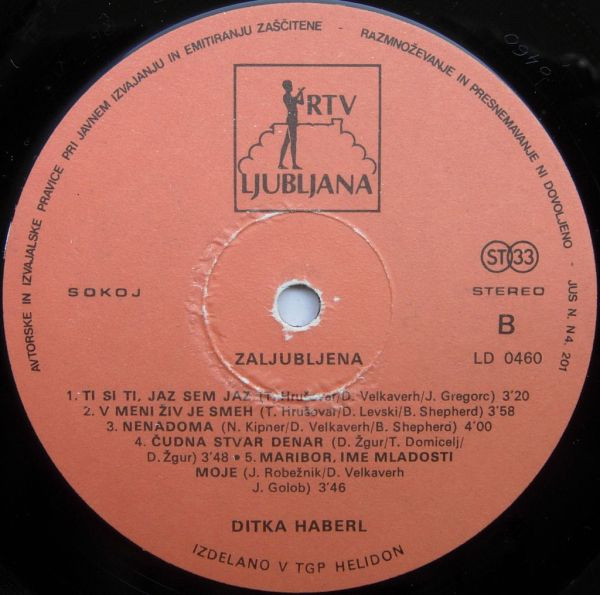 AVTORSKE IN IZVAJALSKE PRAVICE PRI JAVNEM IZVAJANJU IN EMITIRANJU ZAŠČITENE - RAZMNOŽEVANJE IN PRESNEMAVANJE NI DOVOLJENO - JUS N. N4. 201
0460
RTV
LJUBLJANA
SOKOJ
ST 33
STEREO
B
LD 0460
ZALJUBLJENA
1. TI SI TI, JAZ SEM JAZ (T. Hrušovar/D. Velkaverh/J. Gregorc) 3'20
2. V MENI ŽIV JE SMEH (T. Hrušovar/D. Levski/B. Shepherd) 3'58
3. NENADOMA (N. Kipner/D. Velkaverh/B. Shepherd) 4'00
4. ČUDNA STVAR DENAR (D. Žgur/T. Domicelj/
D. Žgur) 3'48 • 5. MARIBOR, IME MLADOSTI
MOJE (J. Robežnik/D. Velkaverh
J. Golob) 3'46
DITKA HABERL
IZDELANO V TGP HELIDON